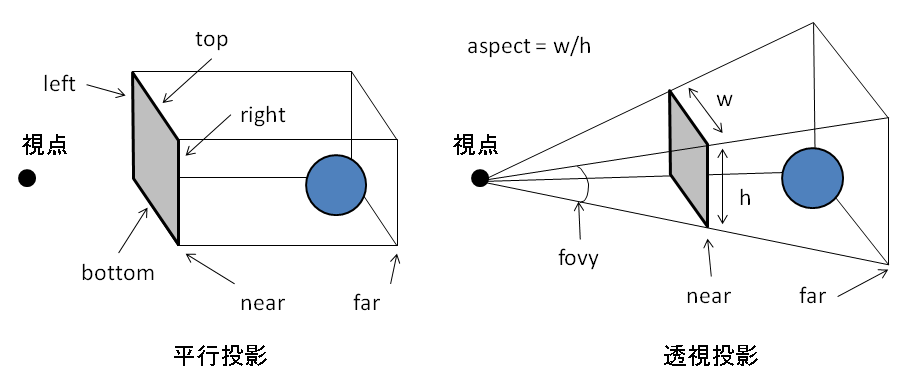 top
left
right
視点
bottom
near
far
平行投影
aspect = w/h
w
視点
h
fovy
near
far
透視投影